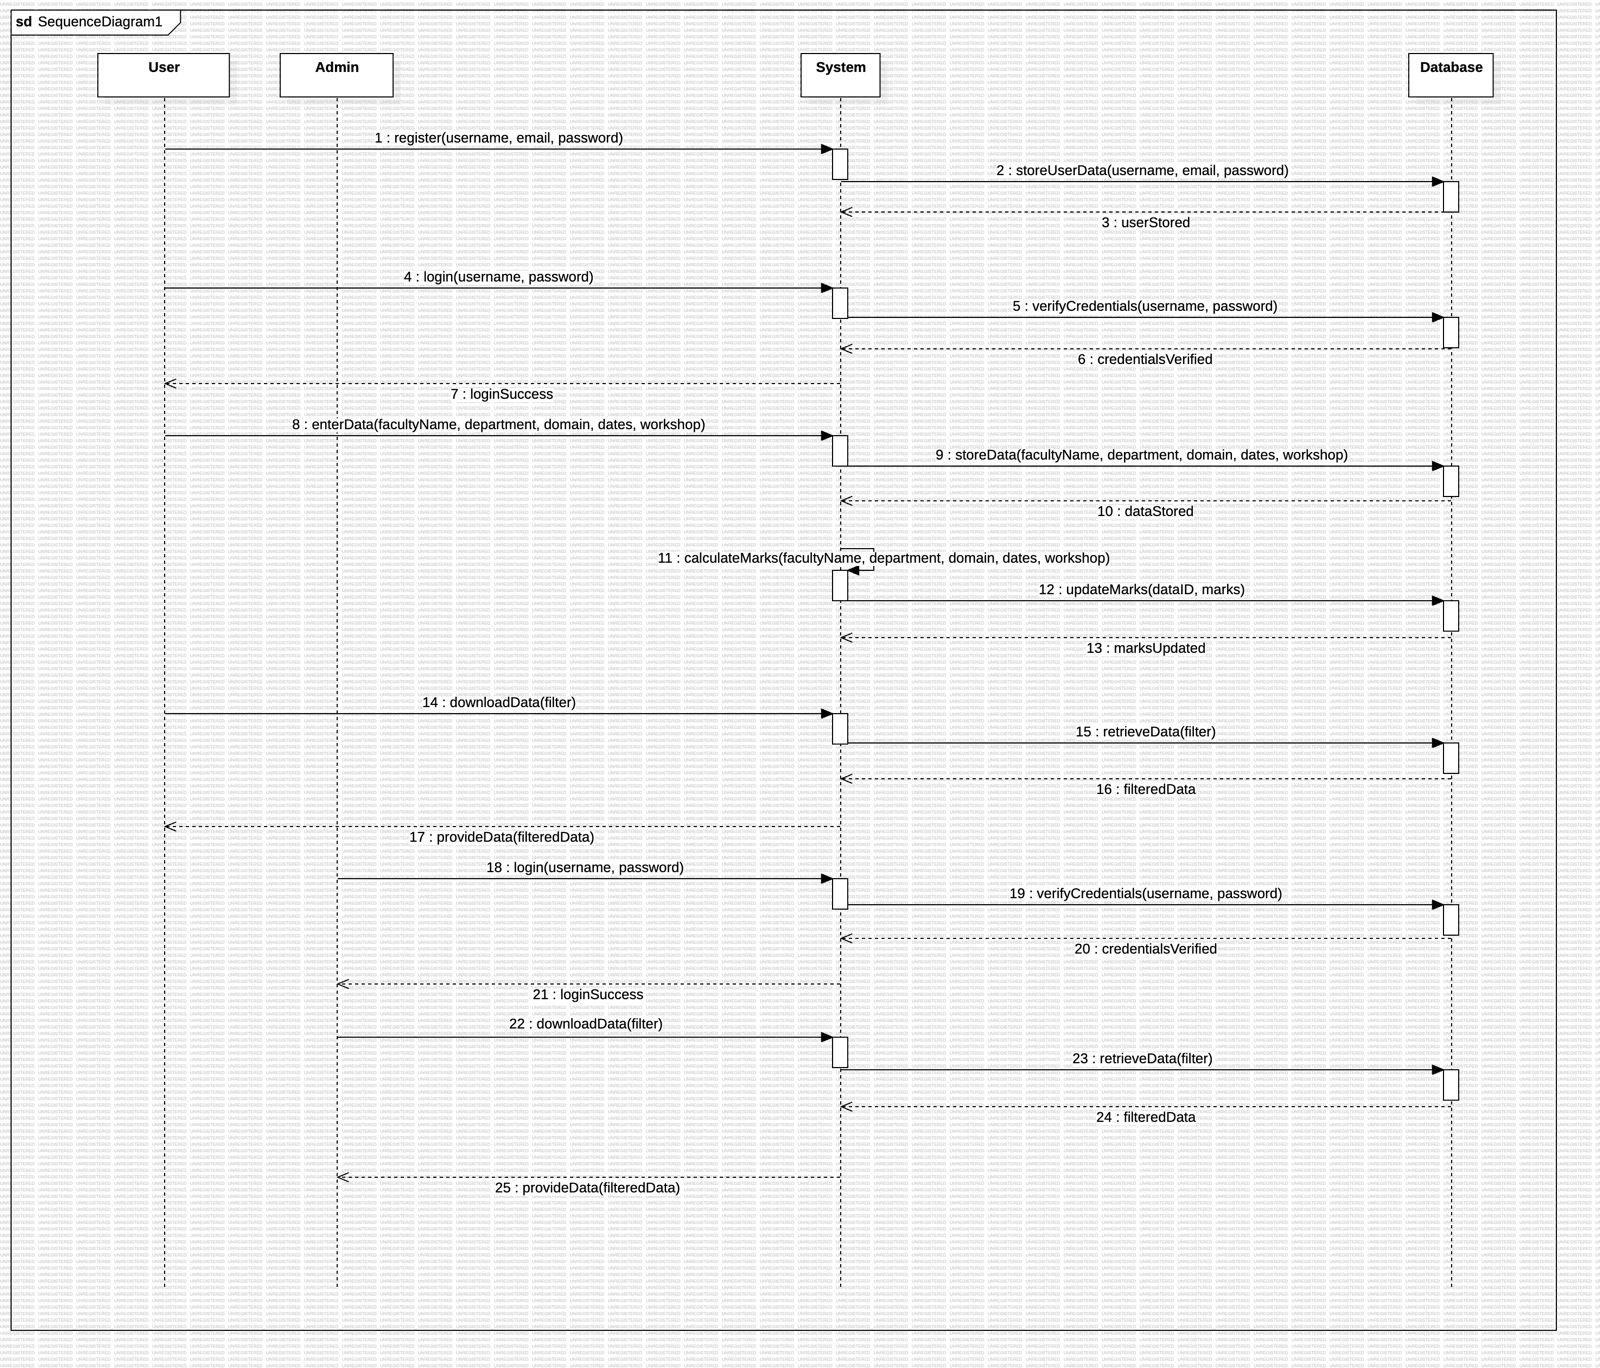 sd SequenceDiagram1
User
Admin
System
Database
1 : register(username, email, password)
2 : storeUserData(username, email, password)
3 : userStored
4 : login(username, password)
5 : verifyCredentials(username, password)
6 : credentialsVerified
7 : loginSuccess
8 : enterData(facultyName, department, domain, dates, workshop)
9 : storeData(facultyName, department, domain, dates, workshop)
10 : dataStored
11 : calculateMarks(facultyName, department, domain, dates, workshop)
12 : updateMarks(dataID, marks)
13 : marksUpdated
14 : downloadData(filter)
15 : retrieveData(filter)
16 : filteredData
17 : provideData(filteredData)
18 : login(username, password)
19 : verifyCredentials(username, password)
20 : credentialsVerified
21 : loginSuccess
22 : downloadData(filter)
23 : retrieveData(filter)
24 : filteredData
25 : provideData(filteredData)